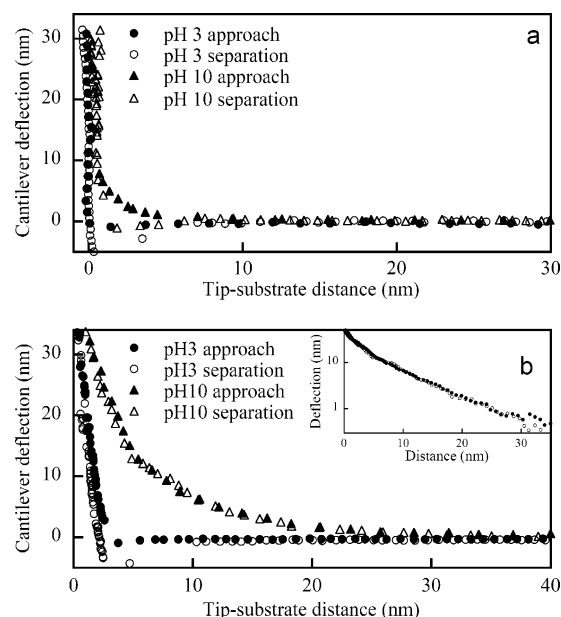 a
● pH 3 approach
○ pH 3 separation
▲ pH 10 approach
△ pH 10 separation
Cantilever deflection (nm)
30
20
10
0
0 10 20 30
Tip-substrate distance (nm)
b
● pH3 approach
○ pH3 separation
▲ pH10 approach
△ pH10 separation
Cantilever deflection (nm)
30
20
10
0
0 10 20 30 40
Tip-substrate distance (nm)
Deflection (nm)
10
1
0 10 20 30
Distance (nm)